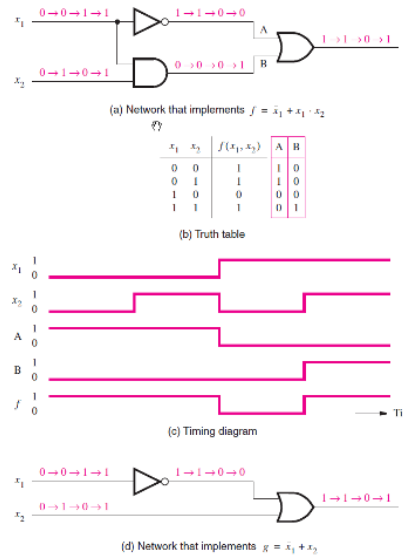 x₁ 0→0→1→1 1→1→0→0
A
1→1→0→1
B
0→0→0→1
x₂ 0→1→0→1
(a) Network that implements f = x̄₁ + x₁ · x₂
x₁ x₂ f(x₁, x₂) A B
0 0 1 1 0
0 1 1 1 0
1 0 0 0 0
1 1 1 0 1
(b) Truth table
x₁ 1
0
x₂ 1
0
A 1
0
B 1
0
f 1
0
Ti
(c) Timing diagram
x₁ 0→0→1→1 1→1→0→0
1→1→0→1
x₂ 0→1→0→1
(d) Network that implements g = x̄₁ + x₂